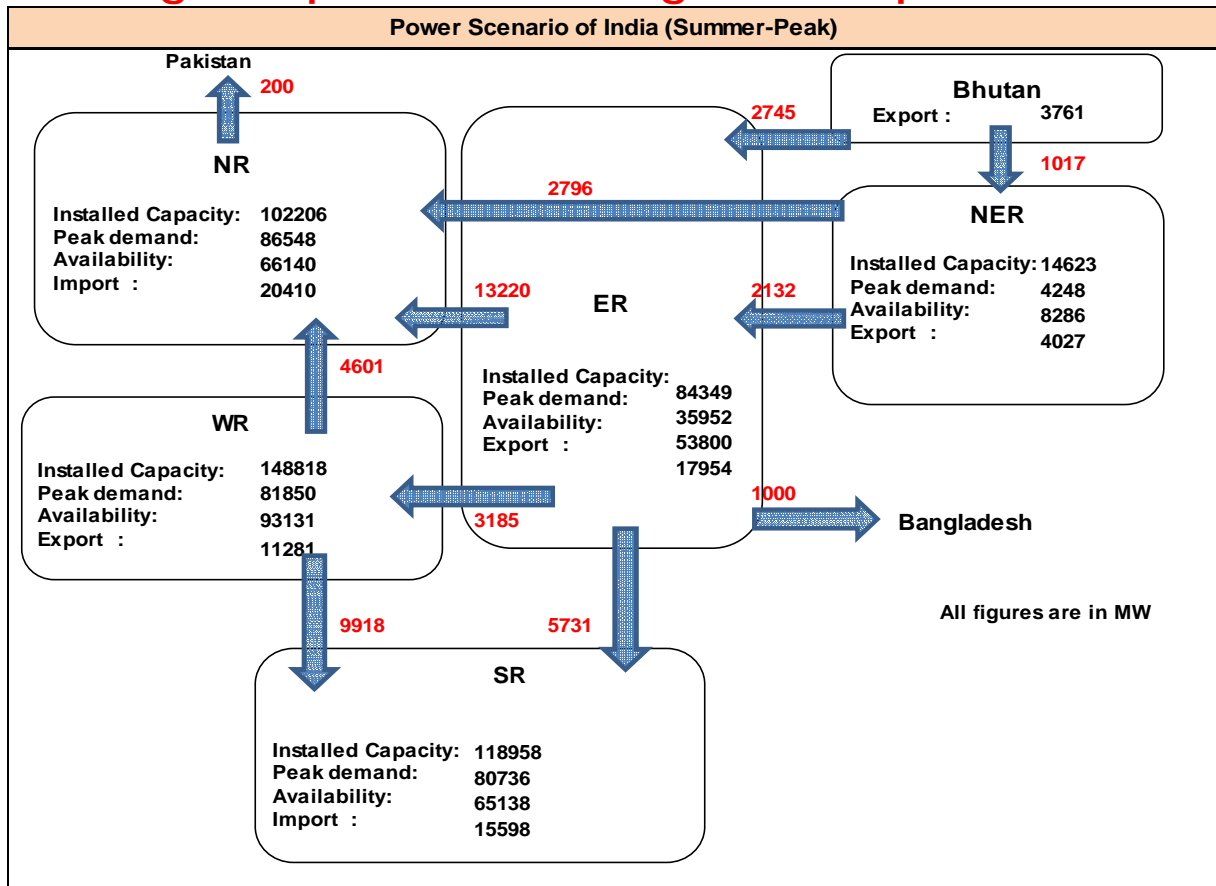 Power Scenario of India (Summer-Peak)
Pakistan
200
Bhutan
Export : 3761
2745
1017
NR
Installed Capacity: 102206
Peak demand: 86548
Availability: 66140
Import : 20410
2796
NER
Installed Capacity: 14623
Peak demand: 4248
Availability: 8286
Export : 4027
13220
ER
2132
Installed Capacity: 84349
Peak demand: 35952
Availability: 53800
Export : 17954
4601
WR
Installed Capacity: 148818
Peak demand: 81850
Availability: 93131
Export : 11281
3185
1000
Bangladesh
All figures are in MW
9918
5731
SR
Installed Capacity: 118958
Peak demand: 80736
Availability: 65138
Import : 15598